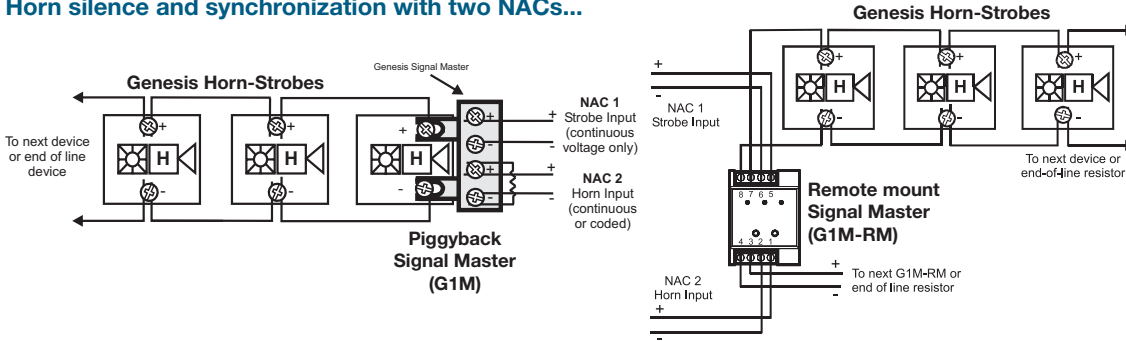 Horn silence and synchronization with two NACs...
Genesis Signal Master
Genesis Horn-Strobes
To next device
or end of line
device
+
-
H
+
-
H
+
-
H
+
-
+
-
+
-
+
-
NAC 1
Strobe Input
(continuous
voltage only)
NAC 2
Horn Input
(continuous
or coded)
Piggyback
Signal Master
(G1M)
Genesis Horn-Strobes
+
-
NAC 1
Strobe Input
+
H
-
+
H
-
+
H
-
To next device or
end-of-line resistor
8 7 6 5
4 3 2 1
Remote mount
Signal Master
(G1M-RM)
+
-
To next G1M-RM or
end of line resistor
NAC 2
Horn Input
+
-